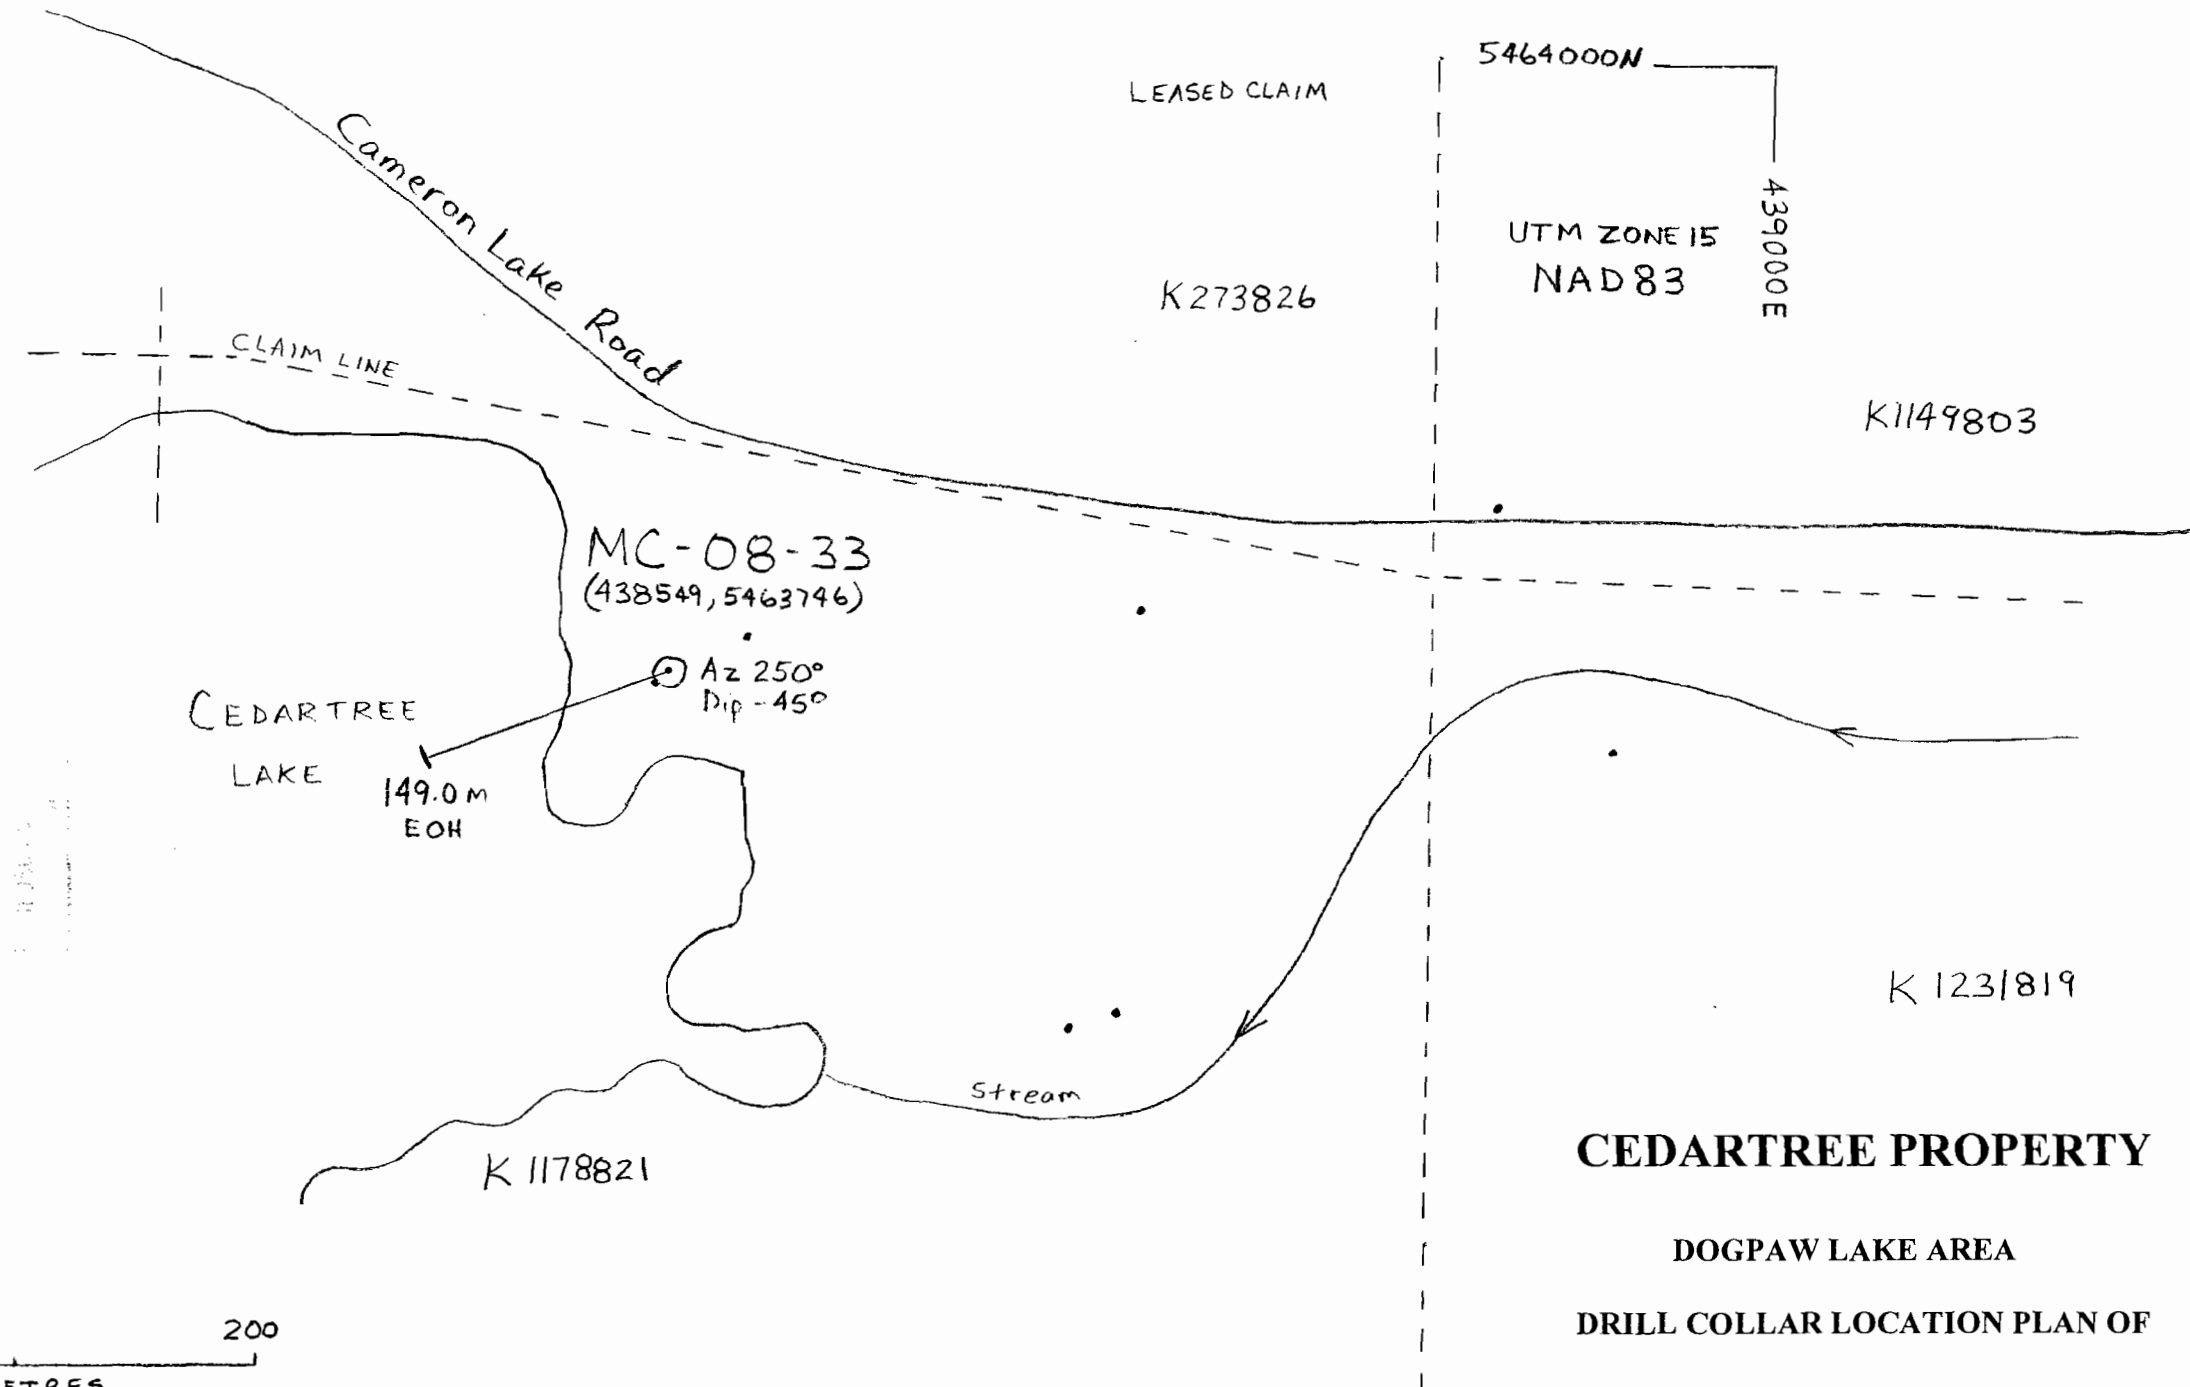 5464000N
LEASED CLAIM
439000E
UTM ZONE 15
NAD 83
K273826
Cameron Lake Road
CLAIM LINE
K1149803
MC-08-33
(438549, 5463746)
Az 250°
Dip -45°
CEDARTREE
LAKE
149.0 m
EOH
K 1231819
Stream
K 1178821
CEDARTREE PROPERTY
DOGPAW LAKE AREA
DRILL COLLAR LOCATION PLAN OF
200